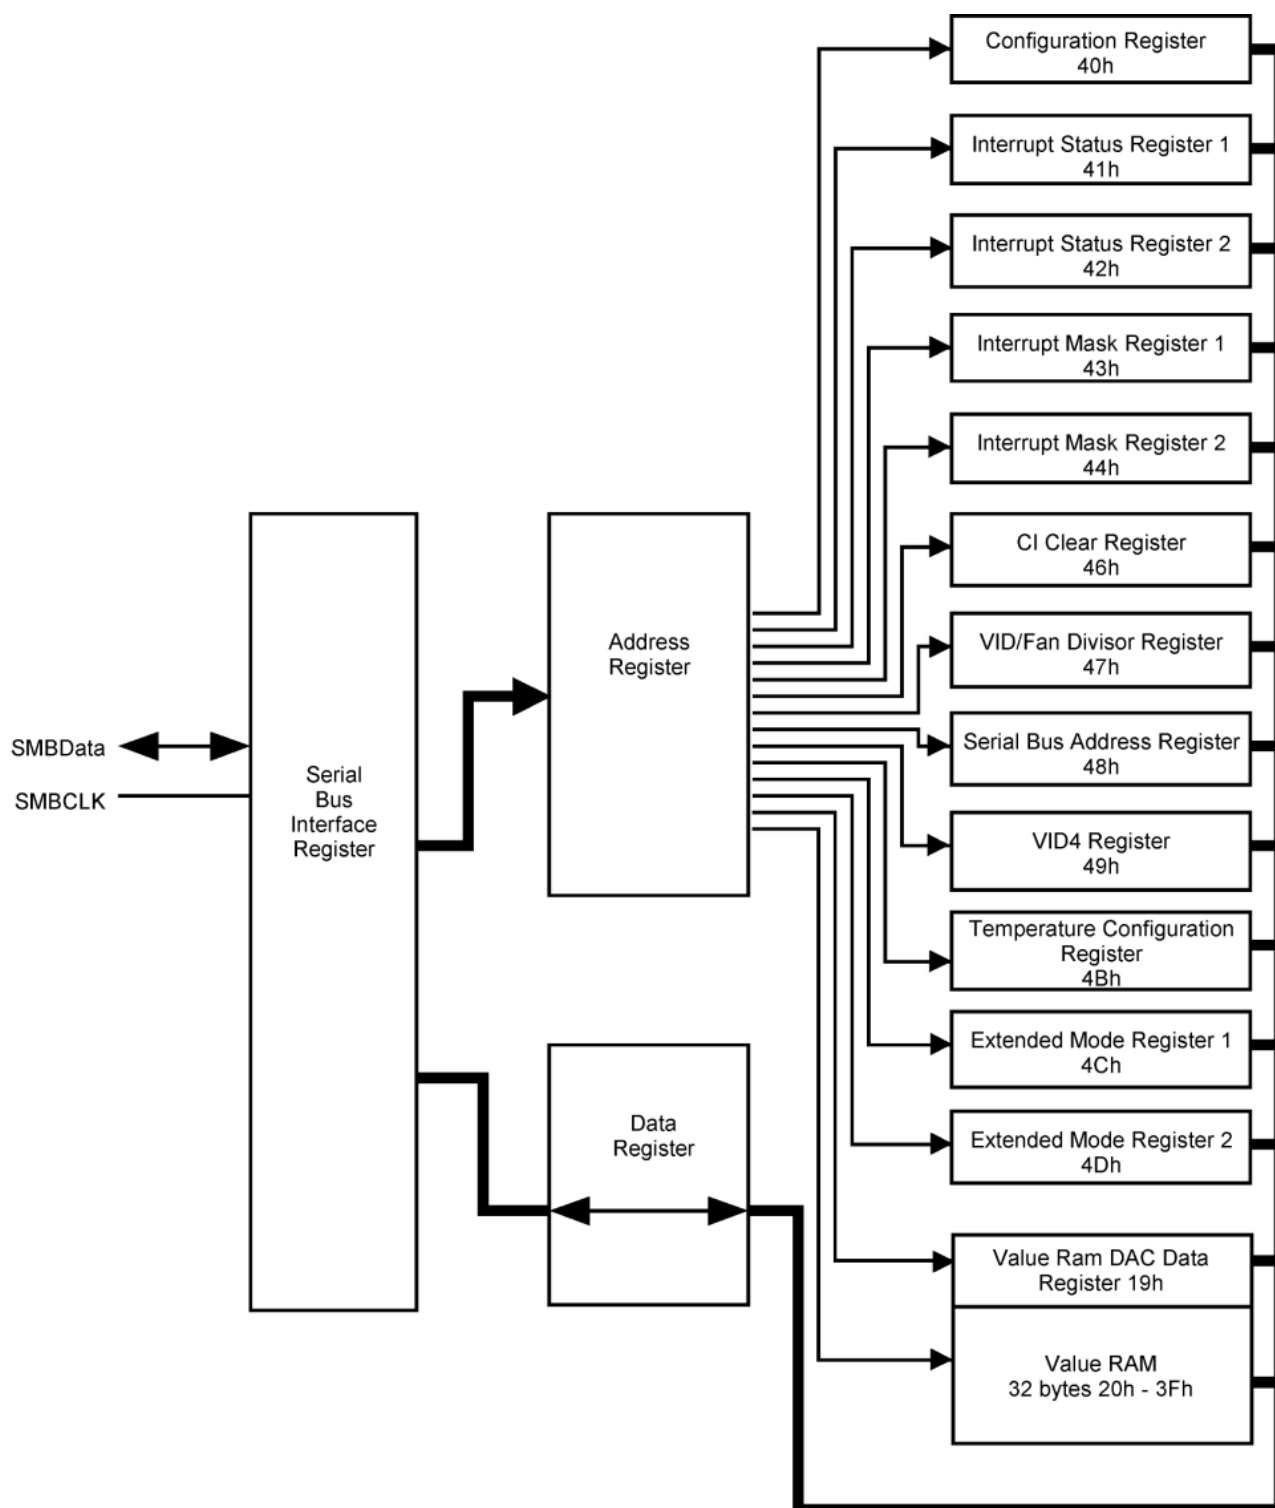 Configuration Register
40h
Interrupt Status Register 1
41h
Interrupt Status Register 2
42h
Interrupt Mask Register 1
43h
Interrupt Mask Register 2
44h
CI Clear Register
46h
VID/Fan Divisor Register
47h
Serial Bus Address Register
48h
VID4 Register
49h
Temperature Configuration
Register
4Bh
Extended Mode Register 1
4Ch
Extended Mode Register 2
4Dh
Value Ram DAC Data
Register 19h
Value RAM
32 bytes 20h - 3Fh
Address
Register
Data
Register
Serial
Bus
Interface
Register
SMBData
SMBCLK